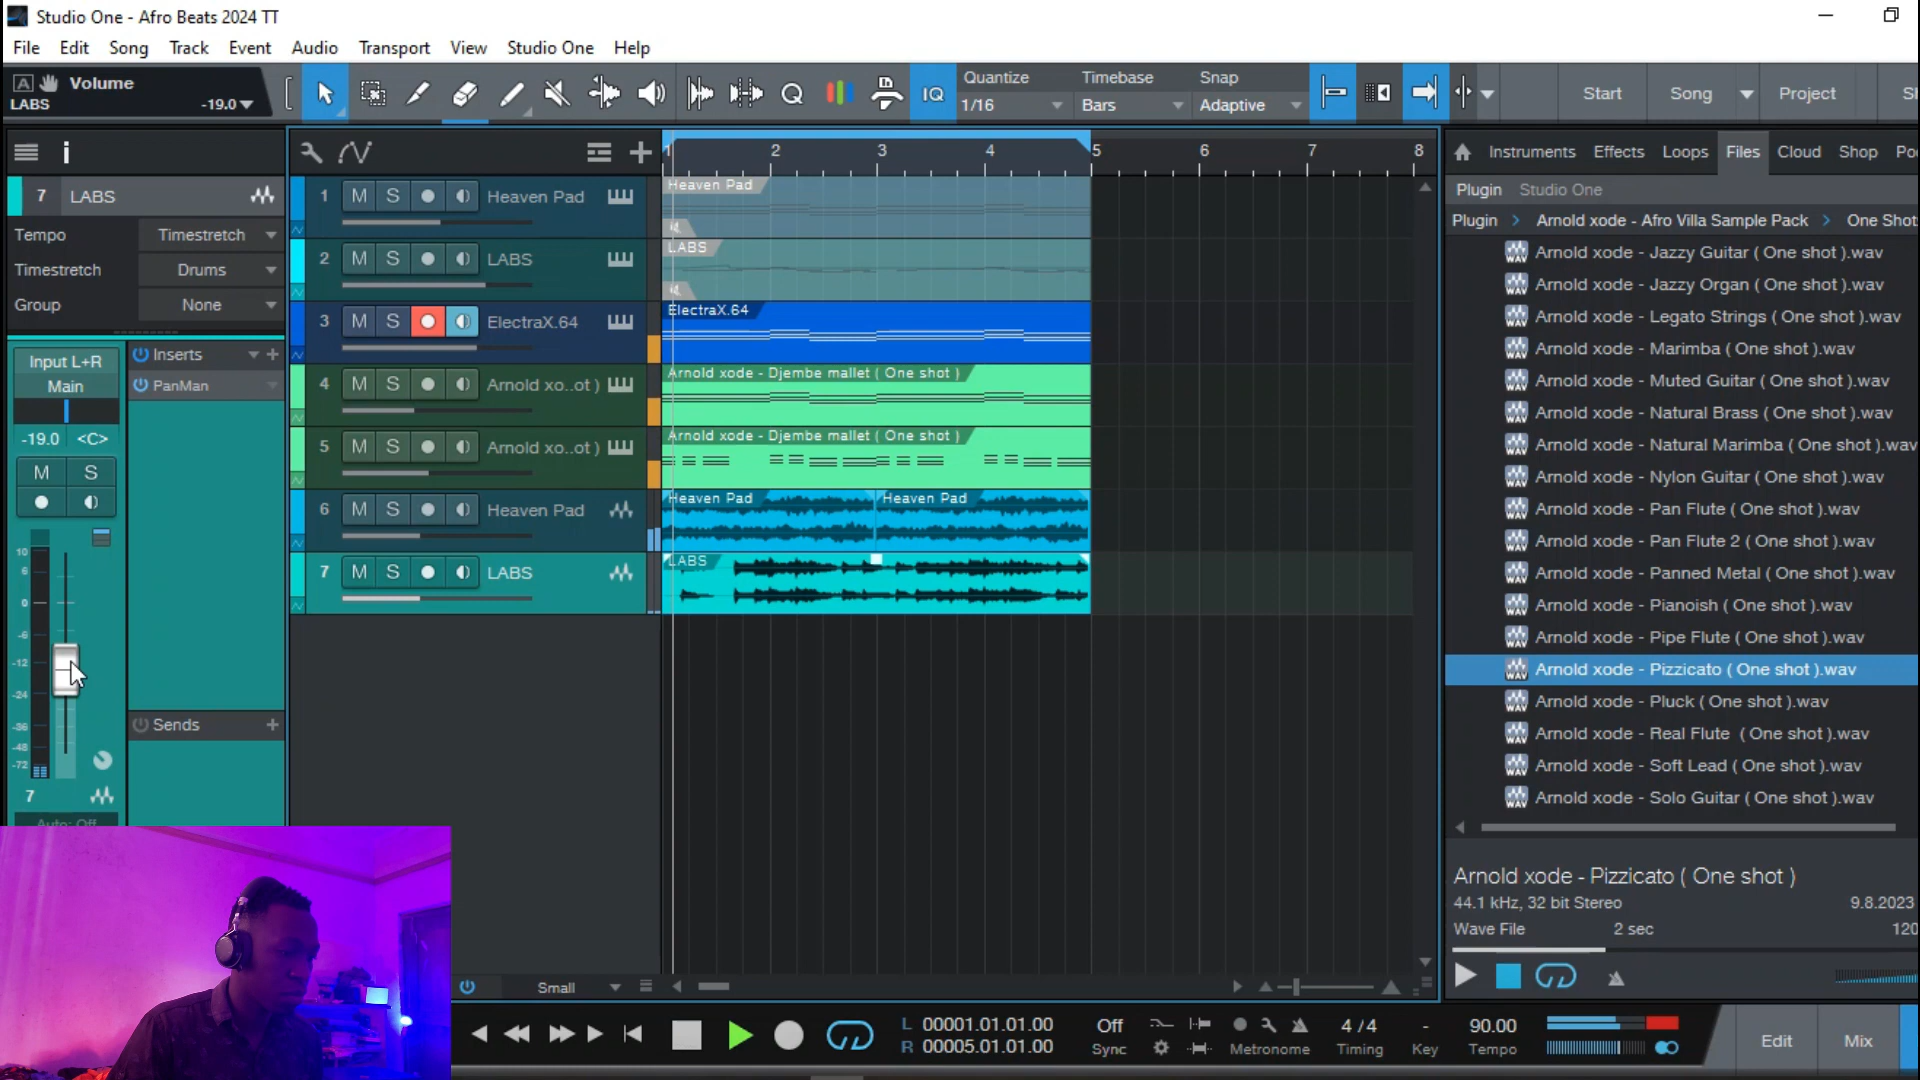 Studio One - Afro Beats 2024 TT
File Edit Song Track Event Audio Transport View Studio One Help
A Volume
LABS -19.0
Quantize Timebase Snap
1/16 Bars Adaptive
IQ
Start Song Project
Instruments Effects Loops Files Cloud Shop
Plugin Studio One
Plugin > Arnold xode - Afro Villa Sample Pack > One Shot
7 LABS
Tempo Timestretch
Timestretch Drums
Group None
Input L+R
Main
-19.0 <C>
M S
Inserts
PanMan
Sends
10
6
0
-6
-12
-24
-36
-48
-72
7
Auto: Off
1 2 3 4 5 6 7 8
1 M S Heaven Pad
2 M S LABS
3 M S ElectraX.64
4 M S Arnold xo..ot )
5 M S Arnold xo..ot )
6 M S Heaven Pad
7 M S LABS
Heaven Pad
LABS
ElectraX.64
Arnold xode - Djembe mallet ( One shot )
Arnold xode - Djembe mallet ( One shot )
Heaven Pad Heaven Pad
LABS
Arnold xode - Jazzy Guitar ( One shot ).wav
Arnold xode - Jazzy Organ ( One shot ).wav
Arnold xode - Legato Strings ( One shot ).wav
Arnold xode - Marimba ( One shot ).wav
Arnold xode - Muted Guitar ( One shot ).wav
Arnold xode - Natural Brass ( One shot ).wav
Arnold xode - Natural Marimba ( One shot ).wav
Arnold xode - Nylon Guitar ( One shot ).wav
Arnold xode - Pan Flute ( One shot ).wav
Arnold xode - Pan Flute 2 ( One shot ).wav
Arnold xode - Panned Metal ( One shot ).wav
Arnold xode - Pianoish ( One shot ).wav
Arnold xode - Pipe Flute ( One shot ).wav
Arnold xode - Pizzicato ( One shot ).wav
Arnold xode - Pluck ( One shot ).wav
Arnold xode - Real Flute ( One shot ).wav
Arnold xode - Soft Lead ( One shot ).wav
Arnold xode - Solo Guitar ( One shot ).wav
Arnold xode - Pizzicato ( One shot )
44.1 kHz, 32 bit Stereo 9.8.2023
Wave File 2 sec 120
Small
L 00001.01.01.00
R 00005.01.01.00
Off
Sync
Metronome
4 / 4
Timing
-
Key
90.00
Tempo
Edit Mix